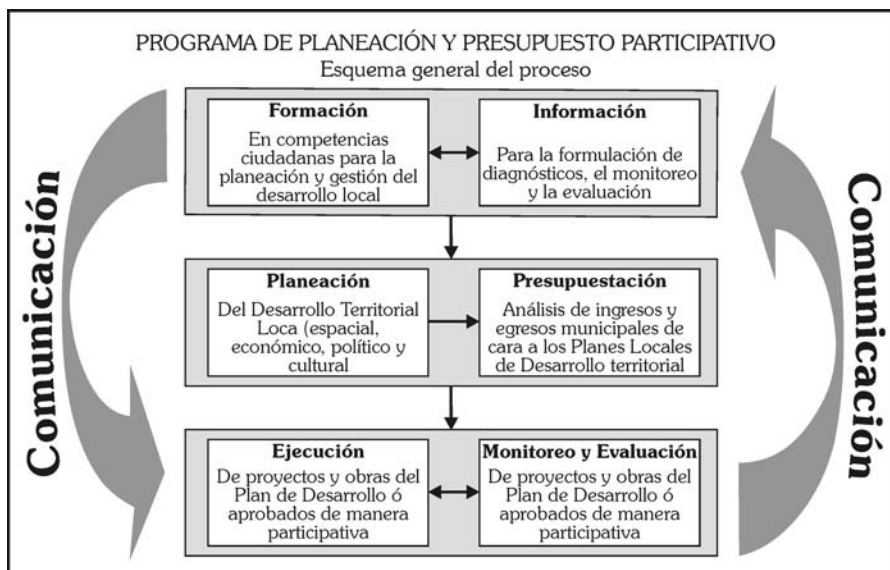 PROGRAMA DE PLANEACIÓN Y PRESUPUESTO PARTICIPATIVO
Esquema general del proceso
Comunicación
Formación
En competencias
ciudadanas para la
planeación y gestión del
desarrollo local
Información
Para la formulación de
diagnósticos, el monitoreo
y la evaluación
Planeación
Del Desarrollo Territorial
Loca (espacial,
económico, político y
cultural
Presupuestación
Análisis de ingresos y
egresos municipales de
cara a los Planes Locales
de Desarrollo territorial
Ejecución
De proyectos y obras del
Plan de Desarrollo ó
aprobados de manera
participativa
Monitoreo y Evaluación
De proyectos y obras del
Plan de Desarrollo ó
aprobados de manera
participativa
Comunicación